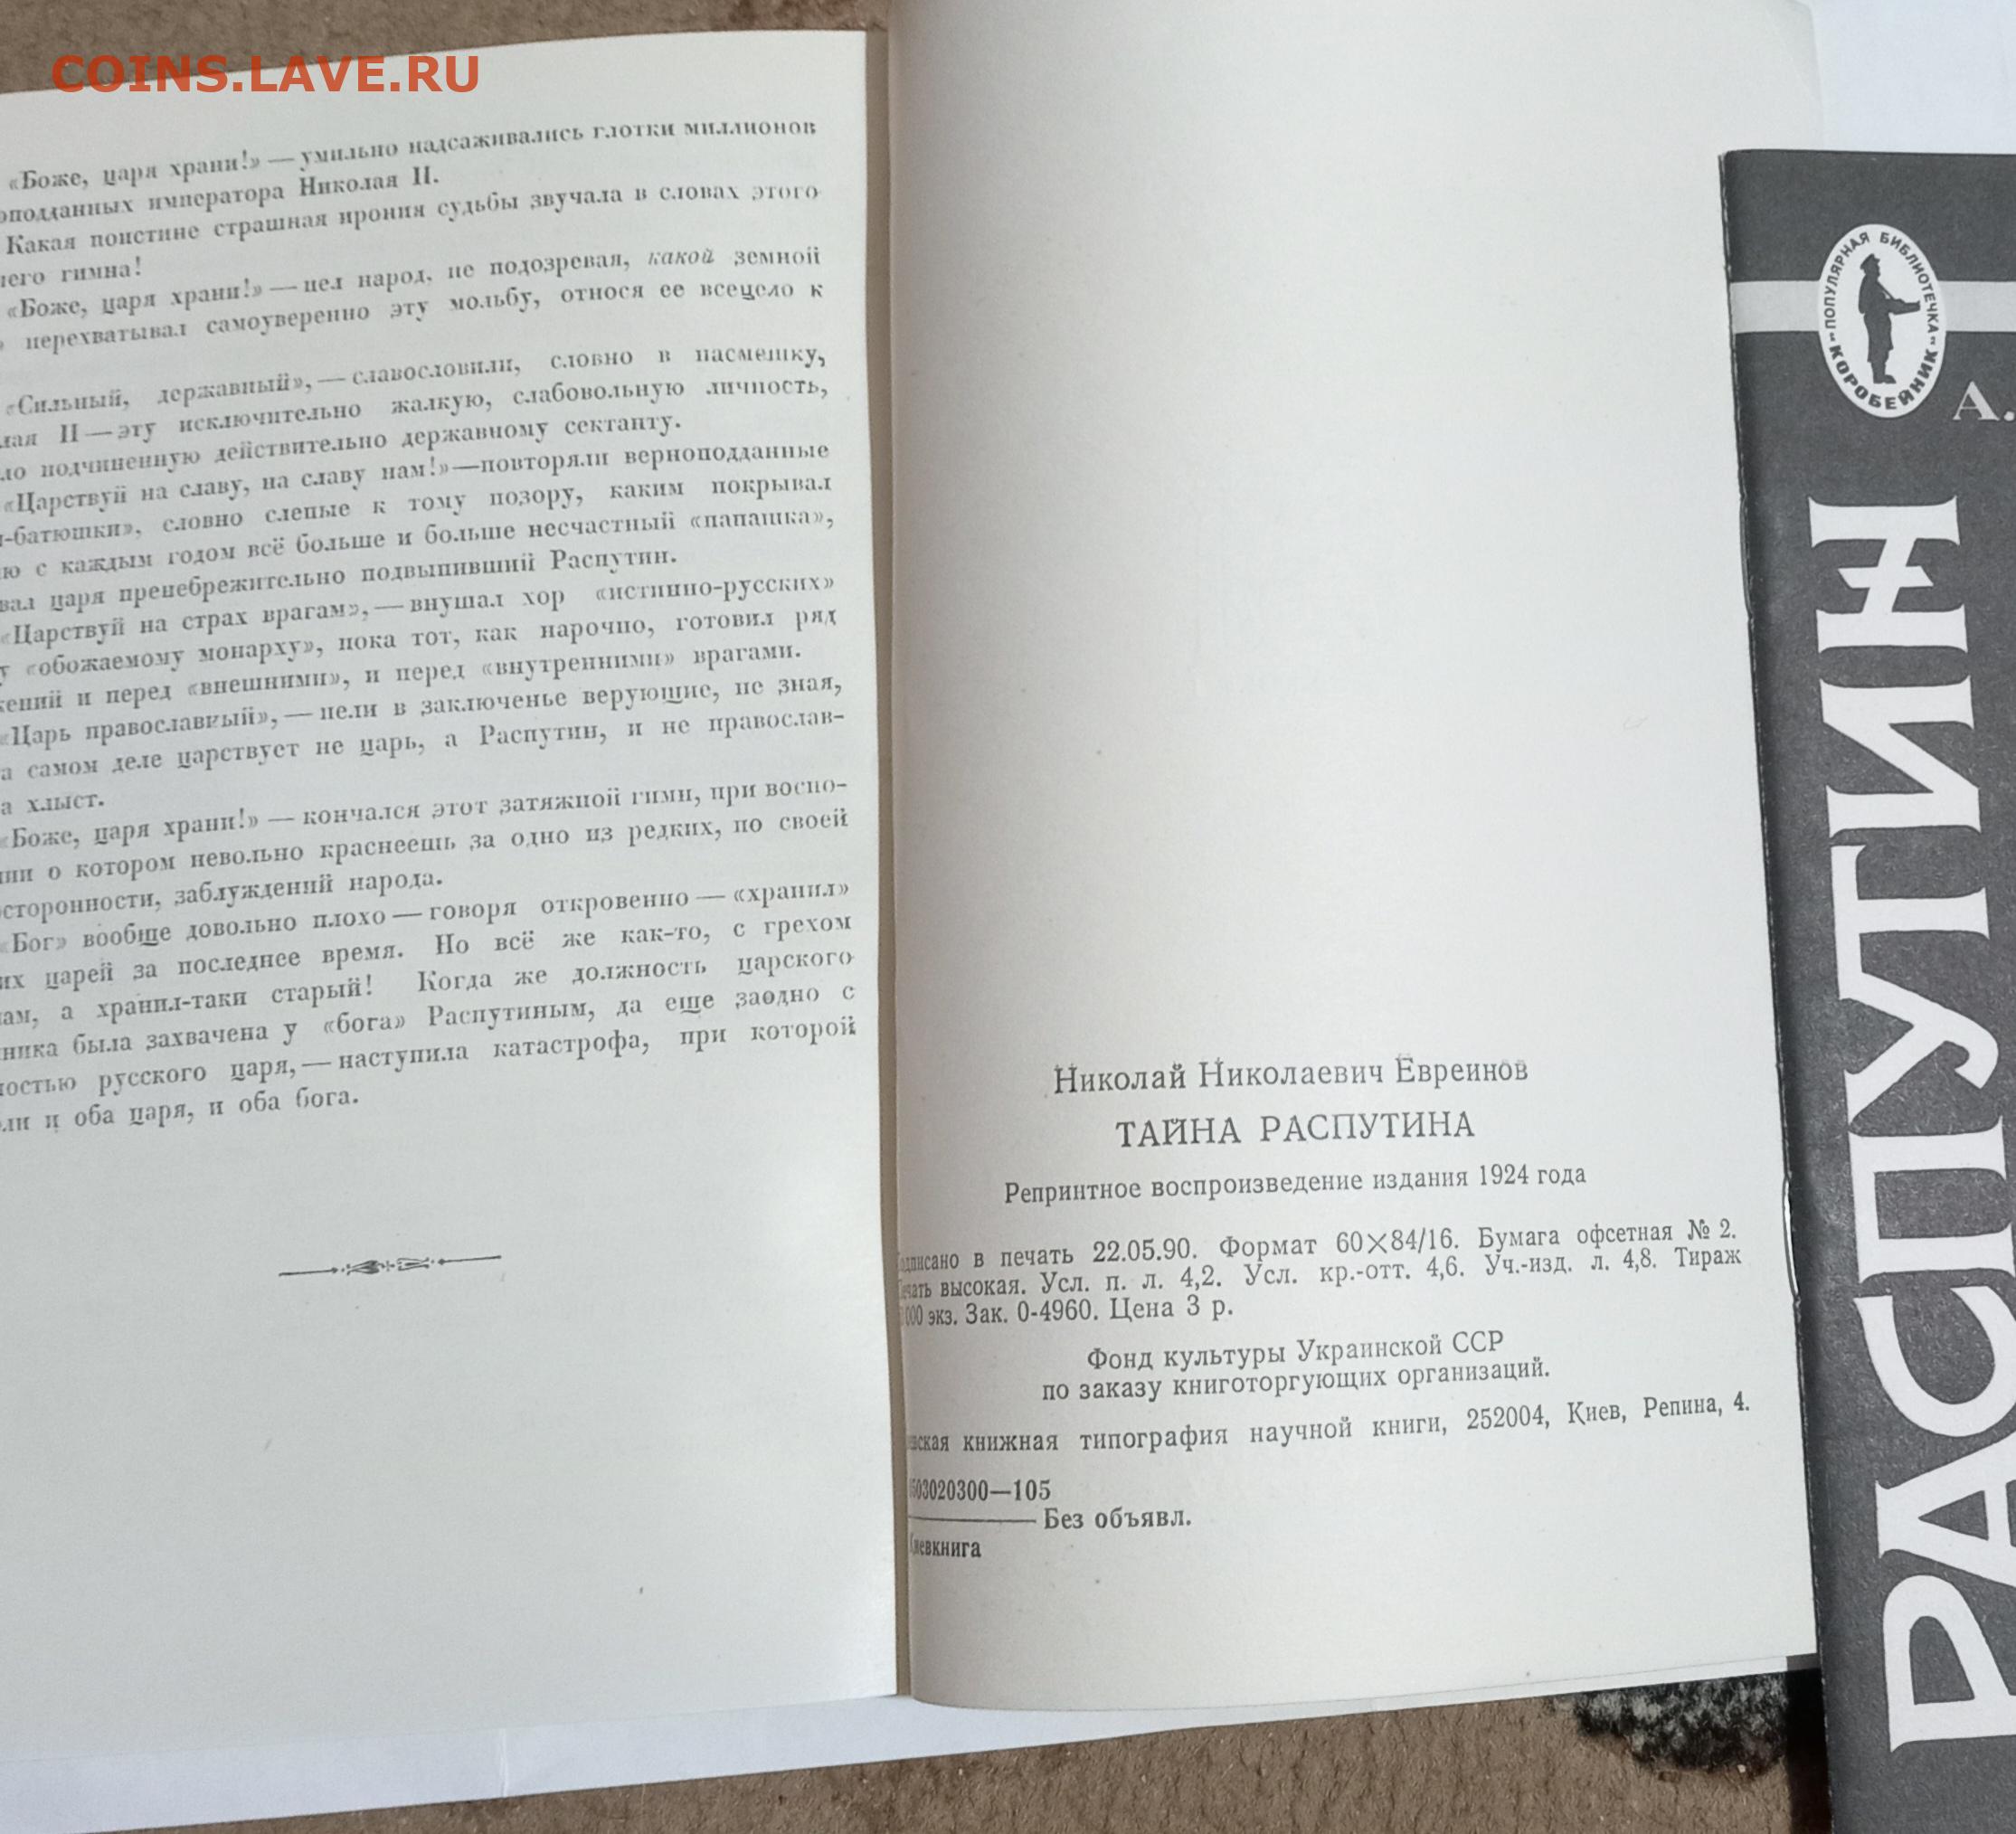 COINS.LAVE.RU
«Боже, царя храни!» — умильно надсаживались глотки миллионов
императора Николая II.
Какая поистине страшная ирония судьбы звучала в словах этого
гимна!
«Боже, царя храни!» — пел народ, не подозревая, какой земной
перехватывал самоуверенно эту мольбу, относя ее всецело к
«Сильный, державный», — славословили, словно в насмешку,
II — эту исключительно жалкую, слабовольную личность,
подчиненную действительно державному сектанту.
«Царствуй на славу, на славу нам!» — повторяли верноподданные
-батюшки», словно слепые к тому позору, каким покрывал
с каждым годом всё больше и больше несчастный «папашка»,
царя пренебрежительно подвыпивший Распутин.
«Царствуй на страх врагам», — внушал хор «истинно-русских»
«обожаемому монарху», пока тот, как нарочно, готовил ряд
и перед «внешними», и перед «внутренними» врагами.
«Царь православный», — пели в заключенье верующие, не зная,
самом деле царствует не царь, а Распутин, и не православ-
а хлыст.
«Боже, царя храни!» — кончался этот затяжной гимн, при воспо-
о котором невольно краснеешь за одно из редких, по своей
заблуждений народа.
«Бог» вообще довольно плохо — говоря откровенно — «хранил»
царей за последнее время. Но всё же как-то, с грехом
а хранил-таки старый! Когда же должность царского
была захвачена у «бога» Распутиным, да еще заодно с
русского царя, — наступила катастрофа, при которой
и оба царя, и оба бога.
Николай Николаевич Евреинов
ТАЙНА РАСПУТИНА
Репринтное воспроизведение издания 1924 года
в печать 22.05.90. Формат 60×84/16. Бумага офсетная № 2.
высокая. Усл. п. л. 4,2. Усл. кр.-отт. 4,6. Уч.-изд. л. 4,8. Тираж
000 экз. Зак. 0-4960. Цена 3 р.
Фонд культуры Украинской ССР
по заказу книготоргующих организаций.
книжная типография научной книги, 252004, Киев, Репина, 4.
503020300—105
Без объявл.
Киевкнига
"ПОПУЛЯРНАЯ БИБЛИОТЕЧКА"
"КОРОБЕЙНИК"
А.
РАСПУТИН